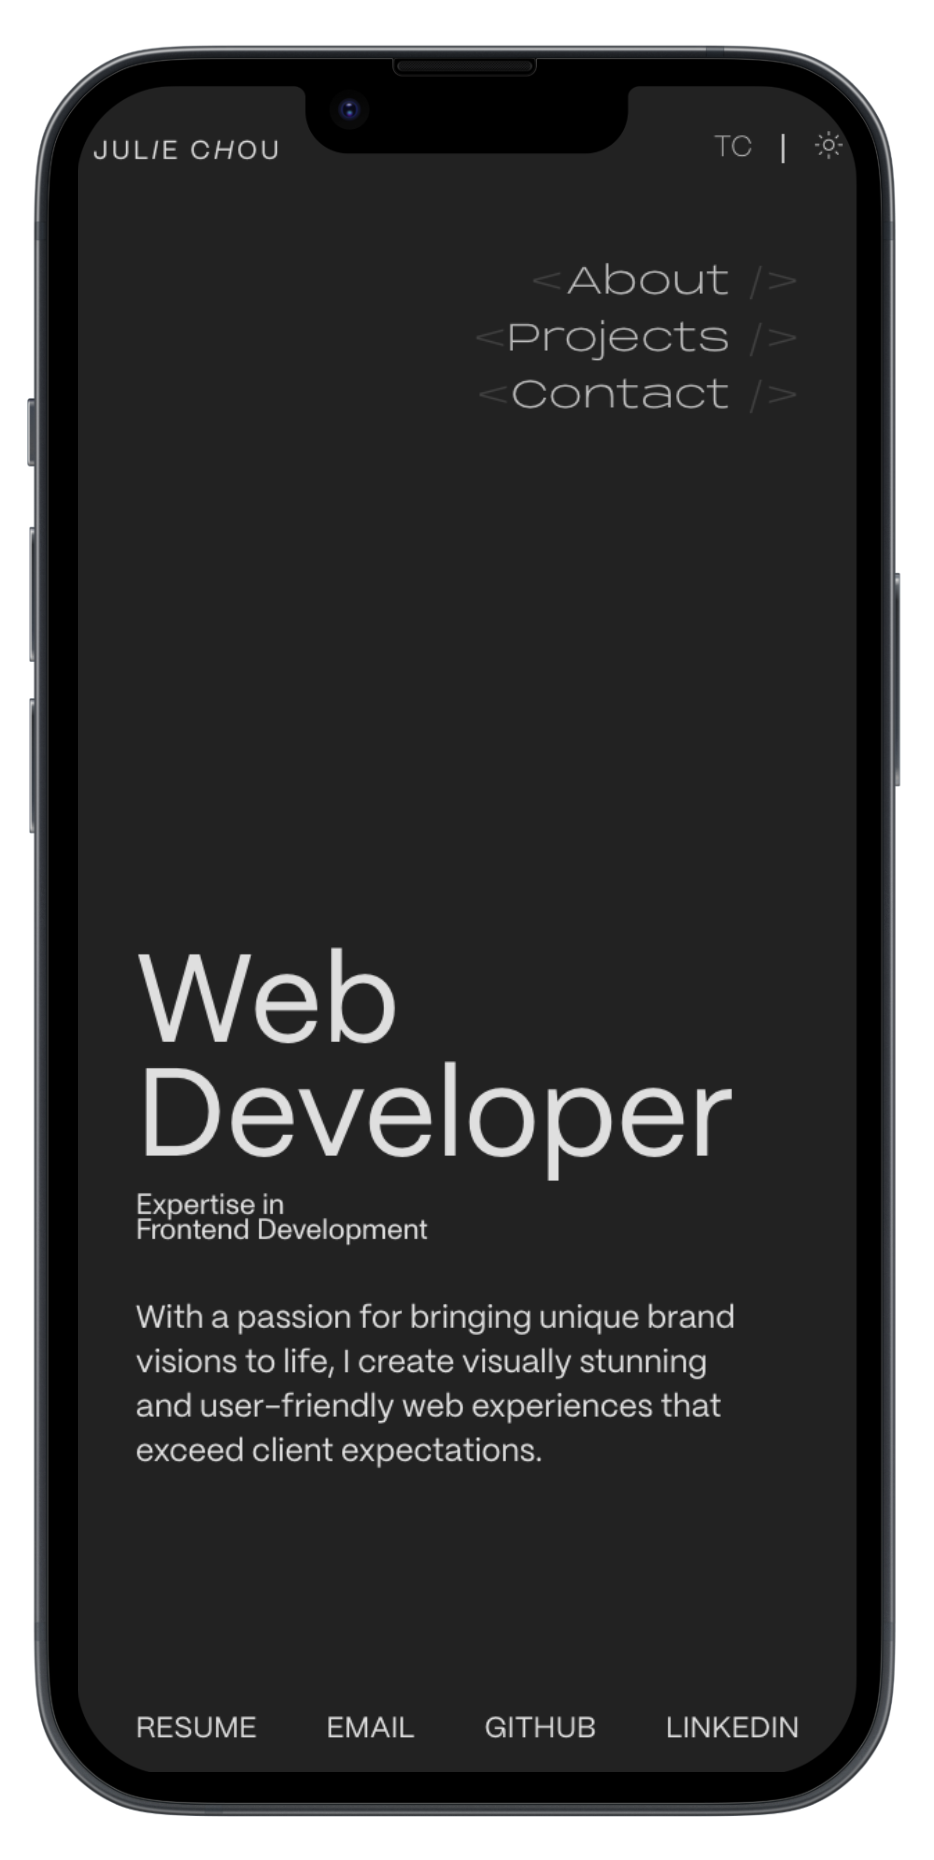 JULIE CHOU
TC |
<About />
<Projects />
<Contact />
Web
Developer
Expertise in
Frontend Development
With a passion for bringing unique brand
visions to life, I create visually stunning
and user-friendly web experiences that
exceed client expectations.
RESUME EMAIL GITHUB LINKEDIN